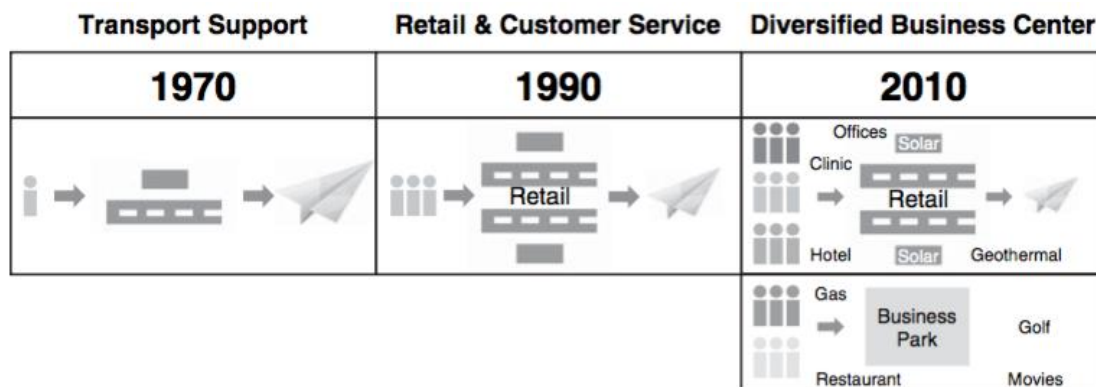 Transport Support
Retail & Customer Service
Diversified Business Center
1970
1990
2010
Retail
Offices
Solar
Clinic
Retail
Hotel
Solar
Geothermal
Gas
Business
Park
Golf
Restaurant
Movies